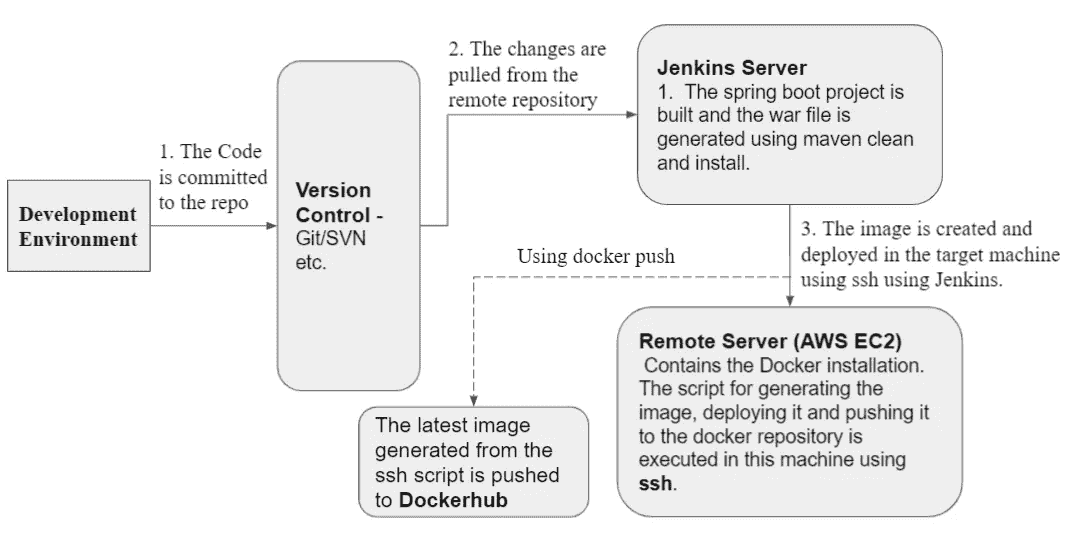 Development
Environment
1. The Code
is committed
to the repo
Version
Control -
Git/SVN
etc.
2. The changes are
pulled from the
remote repository
Jenkins Server
1. The spring boot project is
built and the war file is
generated using maven clean
and install.
3. The image is created and
deployed in the target machine
using ssh using Jenkins.
Using docker push
The latest image
generated from the
ssh script is pushed
to Dockerhub
Remote Server (AWS EC2)
Contains the Docker installation.
The script for generating the
image, deploying it and pushing it
to the docker repository is
executed in this machine using
ssh.